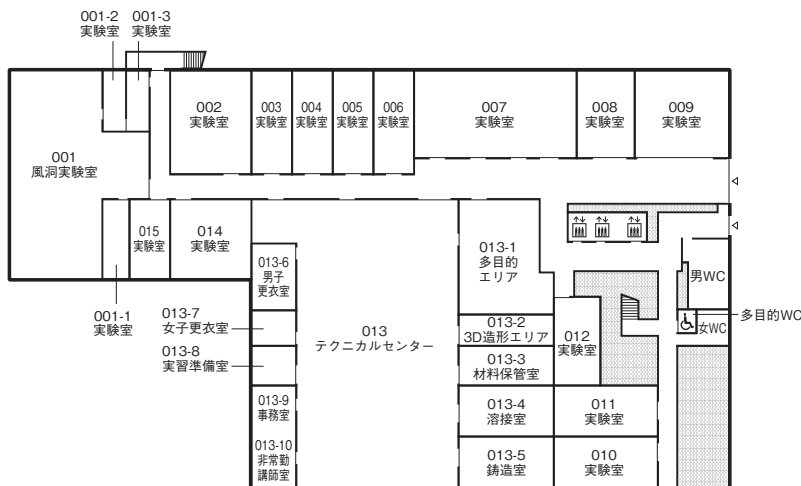 001-2
実験室
001-3
実験室
002
実験室
003
実験室
004
実験室
005
実験室
006
実験室
007
実験室
008
実験室
009
実験室
001
風洞実験室
015
実験室
014
実験室
001-1
実験室
013-6
男子
更衣室
013-7
女子更衣室
013-8
実習準備室
013-9
事務室
013-10
非常勤
講師室
013
テクニカルセンター
013-1
多目的
エリア
013-2
3D造形エリア
013-3
材料保管室
013-4
溶接室
013-5
鋳造室
012
実験室
011
実験室
010
実験室
男WC
多目的WC
女WC